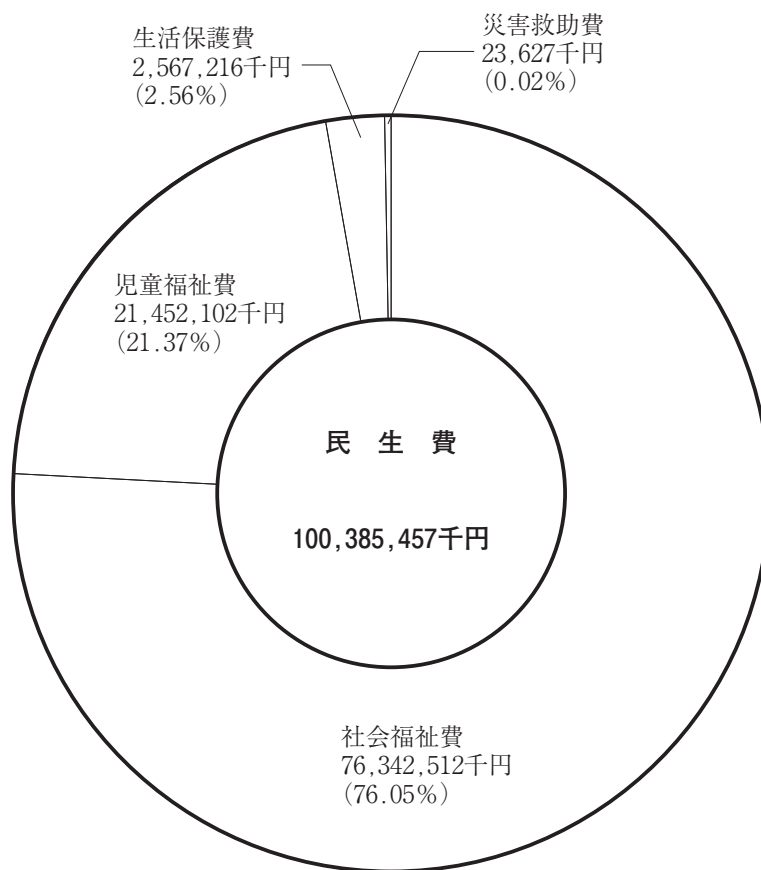 生活保護費
2,567,216千円
(2.56%)
災害救助費
23,627千円
(0.02%)
児童福祉費
21,452,102千円
(21.37%)
民 生 費
100,385,457千円
社会福祉費
76,342,512千円
(76.05%)